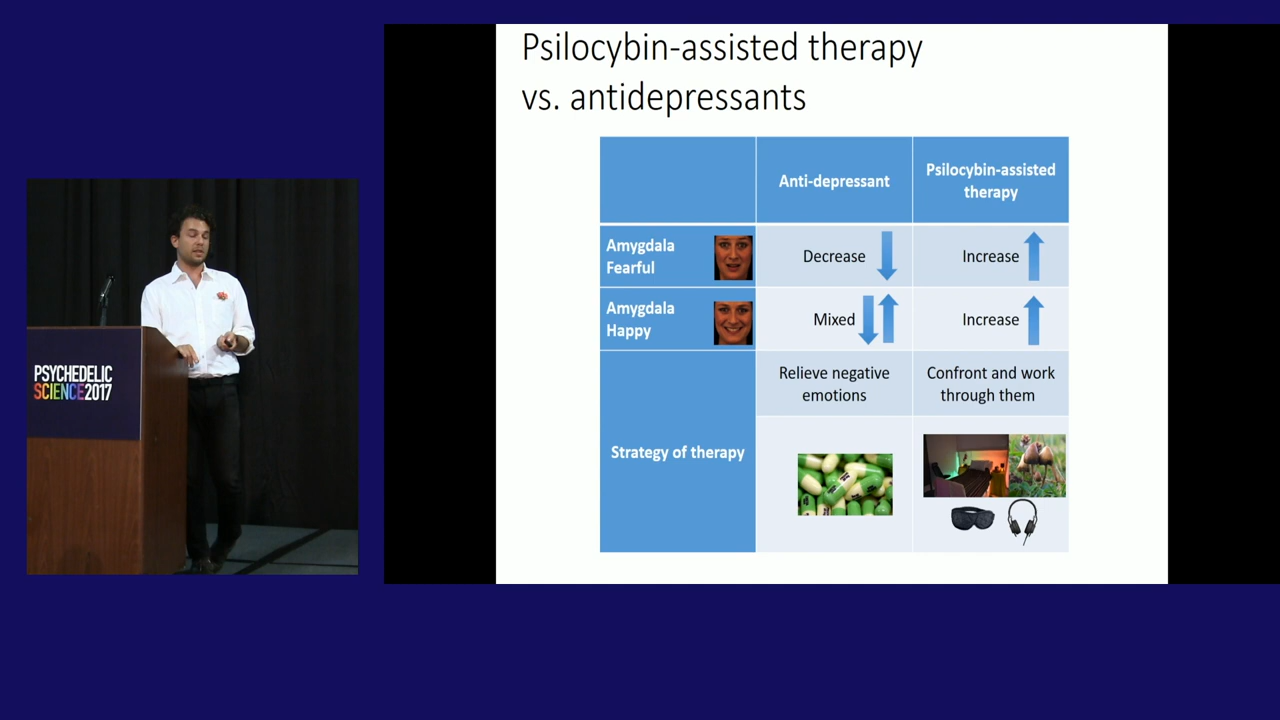 Psilocybin-assisted therapy
vs. antidepressants
Anti-depressant
Psilocybin-assisted
therapy
Amygdala
Fearful
Decrease
Increase
Amygdala
Happy
Mixed
Increase
Strategy of therapy
Relieve negative
emotions
Confront and work
through them
PSYCHEDELIC
SCIENCE2017